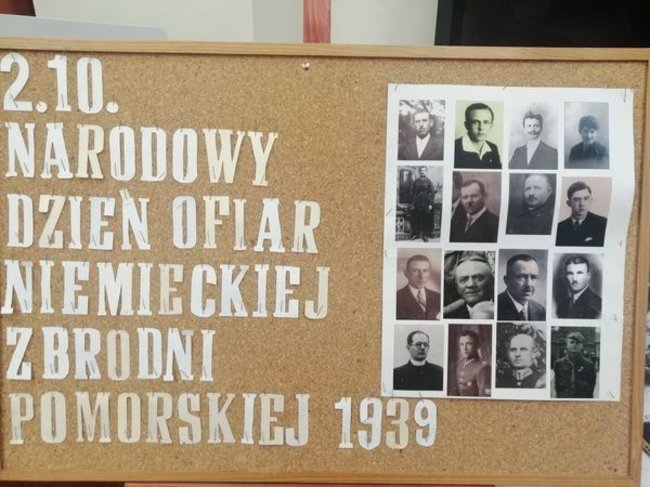 2.10.
NARODOWY
DZIEŃ OFIAR
NIEMIECKIEJ
ZBRODNI
POMORSKIEJ 1939